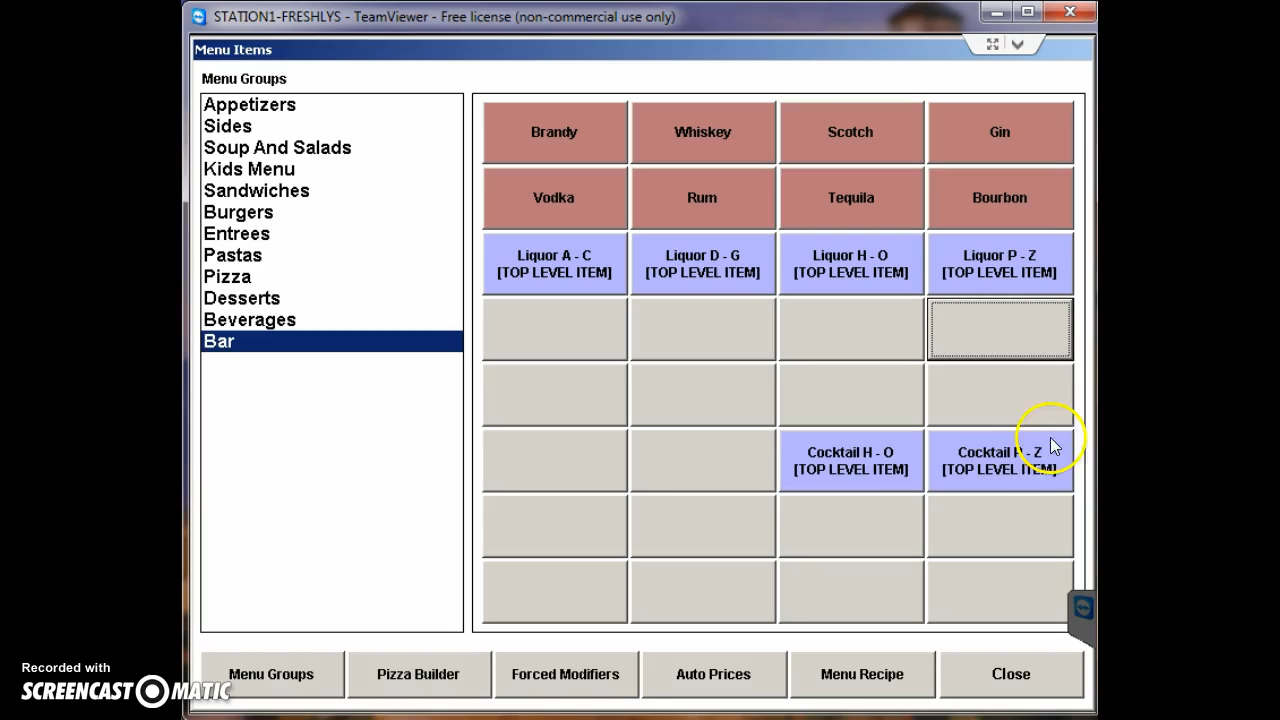 STATION1-FRESHLYS - TeamViewer - Free license (non-commercial use only)
Menu Items
Menu Groups
Appetizers
Sides
Soup And Salads
Kids Menu
Sandwiches
Burgers
Entrees
Pastas
Pizza
Desserts
Beverages
Bar
Brandy
Whiskey
Scotch
Gin
Vodka
Rum
Tequila
Bourbon
Liquor A - C
[TOP LEVEL ITEM]
Liquor D - G
[TOP LEVEL ITEM]
Liquor H - O
[TOP LEVEL ITEM]
Liquor P - Z
[TOP LEVEL ITEM]
Cocktail H - O
[TOP LEVEL ITEM]
Cocktail P - Z
[TOP LEVEL ITEM]
Menu Groups
Pizza Builder
Forced Modifiers
Auto Prices
Menu Recipe
Close
Recorded with
SCREENCAST MATIC